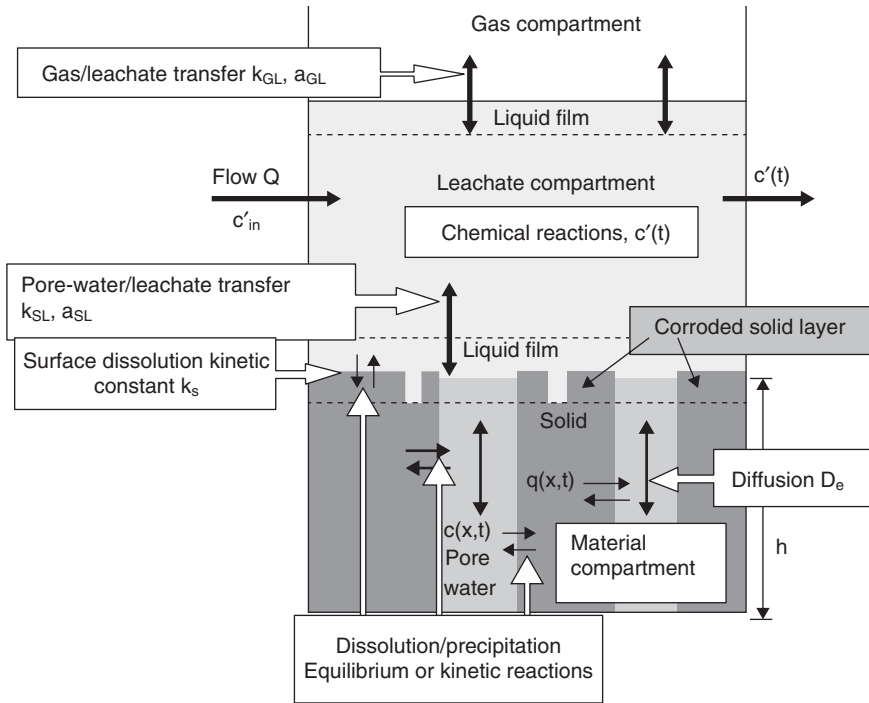 Gas compartment
Gas/leachate transfer k_GL, a_GL
Liquid film
Flow Q
c′_in
Leachate compartment
c′(t)
Chemical reactions, c′(t)
Pore-water/leachate transfer
k_SL, a_SL
Corroded solid layer
Liquid film
Surface dissolution kinetic
constant k_s
Solid
q(x,t)
Diffusion D_e
c(x,t)
Pore
water
Material
compartment
h
Dissolution/precipitation
Equilibrium or kinetic reactions